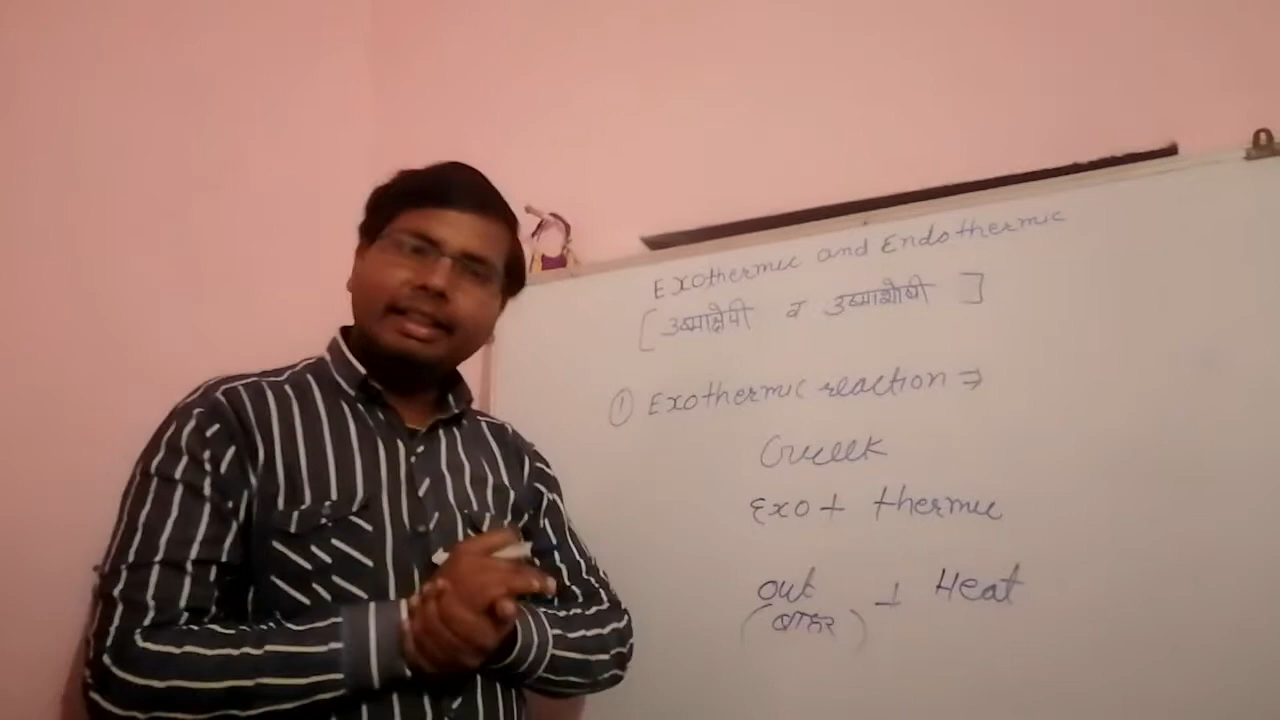 Exothermic and Endothermic
[ उष्माक्षेपी व उष्माशोषी ]
① Exothermic reaction ⇒
Greek
Exo + thermic
out + Heat
(बाहर)